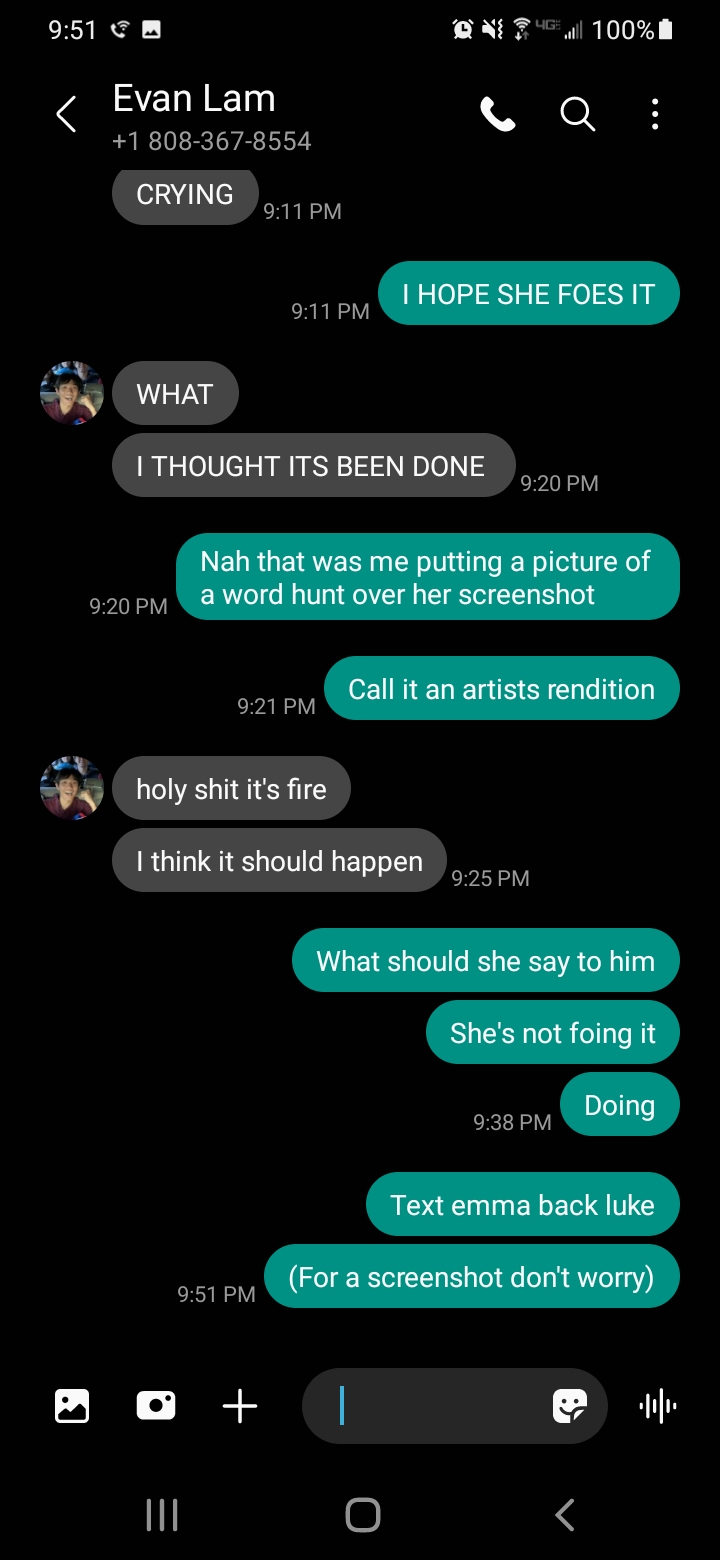 9:51
4GE 100%
Evan Lam
+1 808-367-8554
CRYING
9:11 PM
I HOPE SHE FOES IT
9:11 PM
WHAT
I THOUGHT ITS BEEN DONE
9:20 PM
Nah that was me putting a picture of
a word hunt over her screenshot
9:20 PM
Call it an artists rendition
9:21 PM
holy shit it's fire
I think it should happen
9:25 PM
What should she say to him
She's not foing it
Doing
9:38 PM
Text emma back luke
(For a screenshot don't worry)
9:51 PM